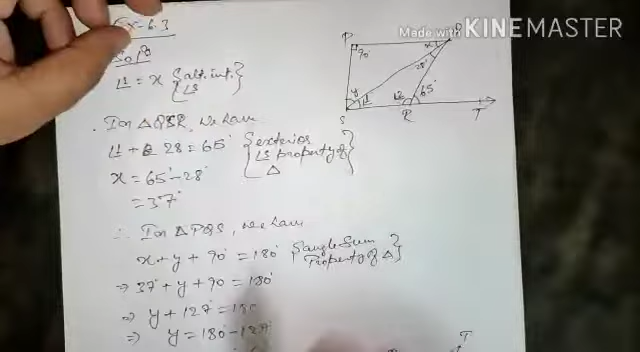 Ex-6.3
Made with KINEMASTER
Sol^n
∠1 = x {alt. int. ∠s}
In △QSR, we have
∠1 + 28 = 65° {exterior ∠s property of △}
x = 65° - 28°
= 37°
∴ In △PQS, we have
x + y + 90° = 180° {angle sum property of △}
⇒ 37° + y + 90 = 180°
⇒ y + 127° = 180
⇒ y = 180° - 127°
P
90°
x
28°
y
1
65°
S
R
T
T